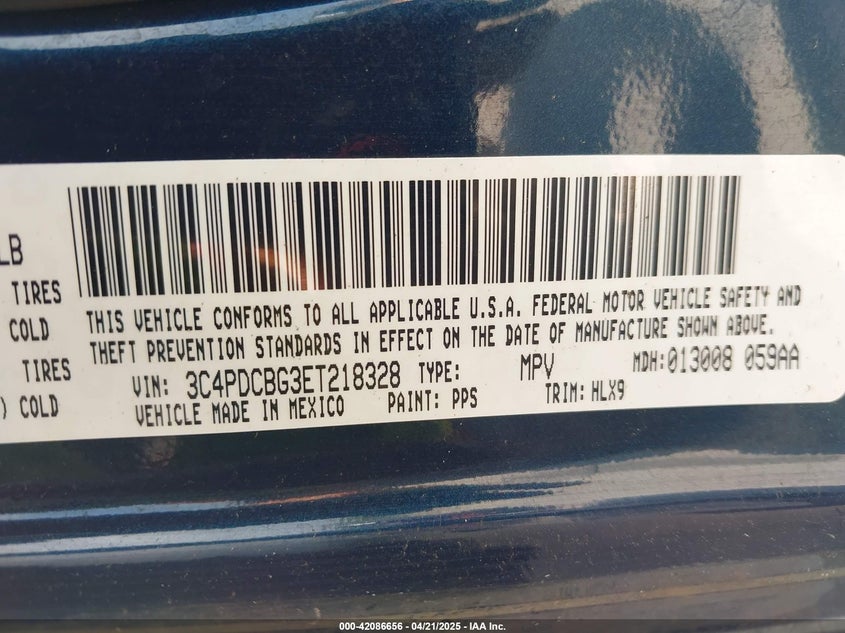 LB
TIRES
COLD
TIRES
) COLD
THIS VEHICLE CONFORMS TO ALL APPLICABLE U.S.A. FEDERAL MOTOR VEHICLE SAFETY AND
THEFT PREVENTION STANDARDS IN EFFECT ON THE DATE OF MANUFACTURE SHOWN ABOVE.
VIN: 3C4PDCBG3ET218328 TYPE: MPV MDH:013008 059AA
VEHICLE MADE IN MEXICO PAINT: PPS TRIM: HLX9
000-42086656 - 04/21/2025 - IAA Inc.